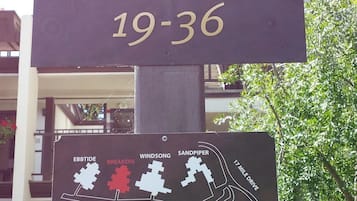 19-36
EBBTIDE BREAKERS WINDSONG SANDPIPER
17 MILE DRIVE